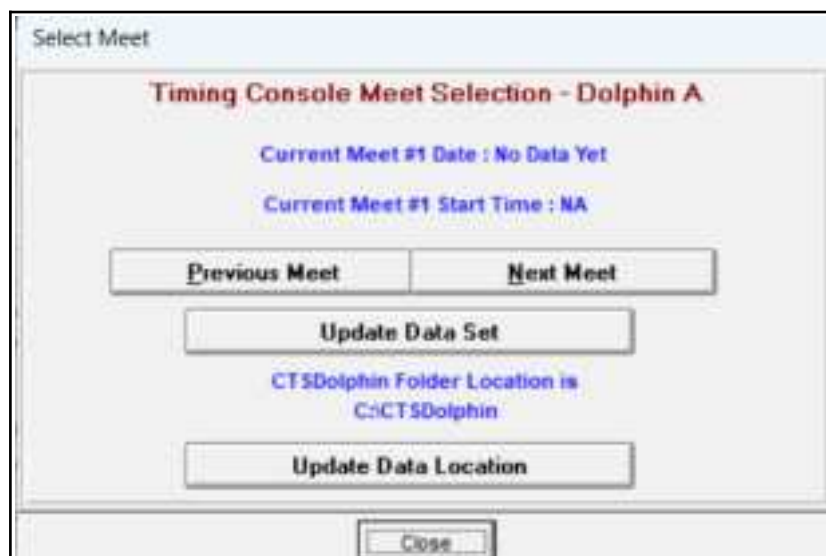 Select Meet
Timing Console Meet Selection - Dolphin A
Current Meet #1 Date : No Data Yet
Current Meet #1 Start Time : NA
Previous Meet Next Meet
Update Data Set
CTSDolphin Folder Location is
C:\CTSDolphin
Update Data Location
Close